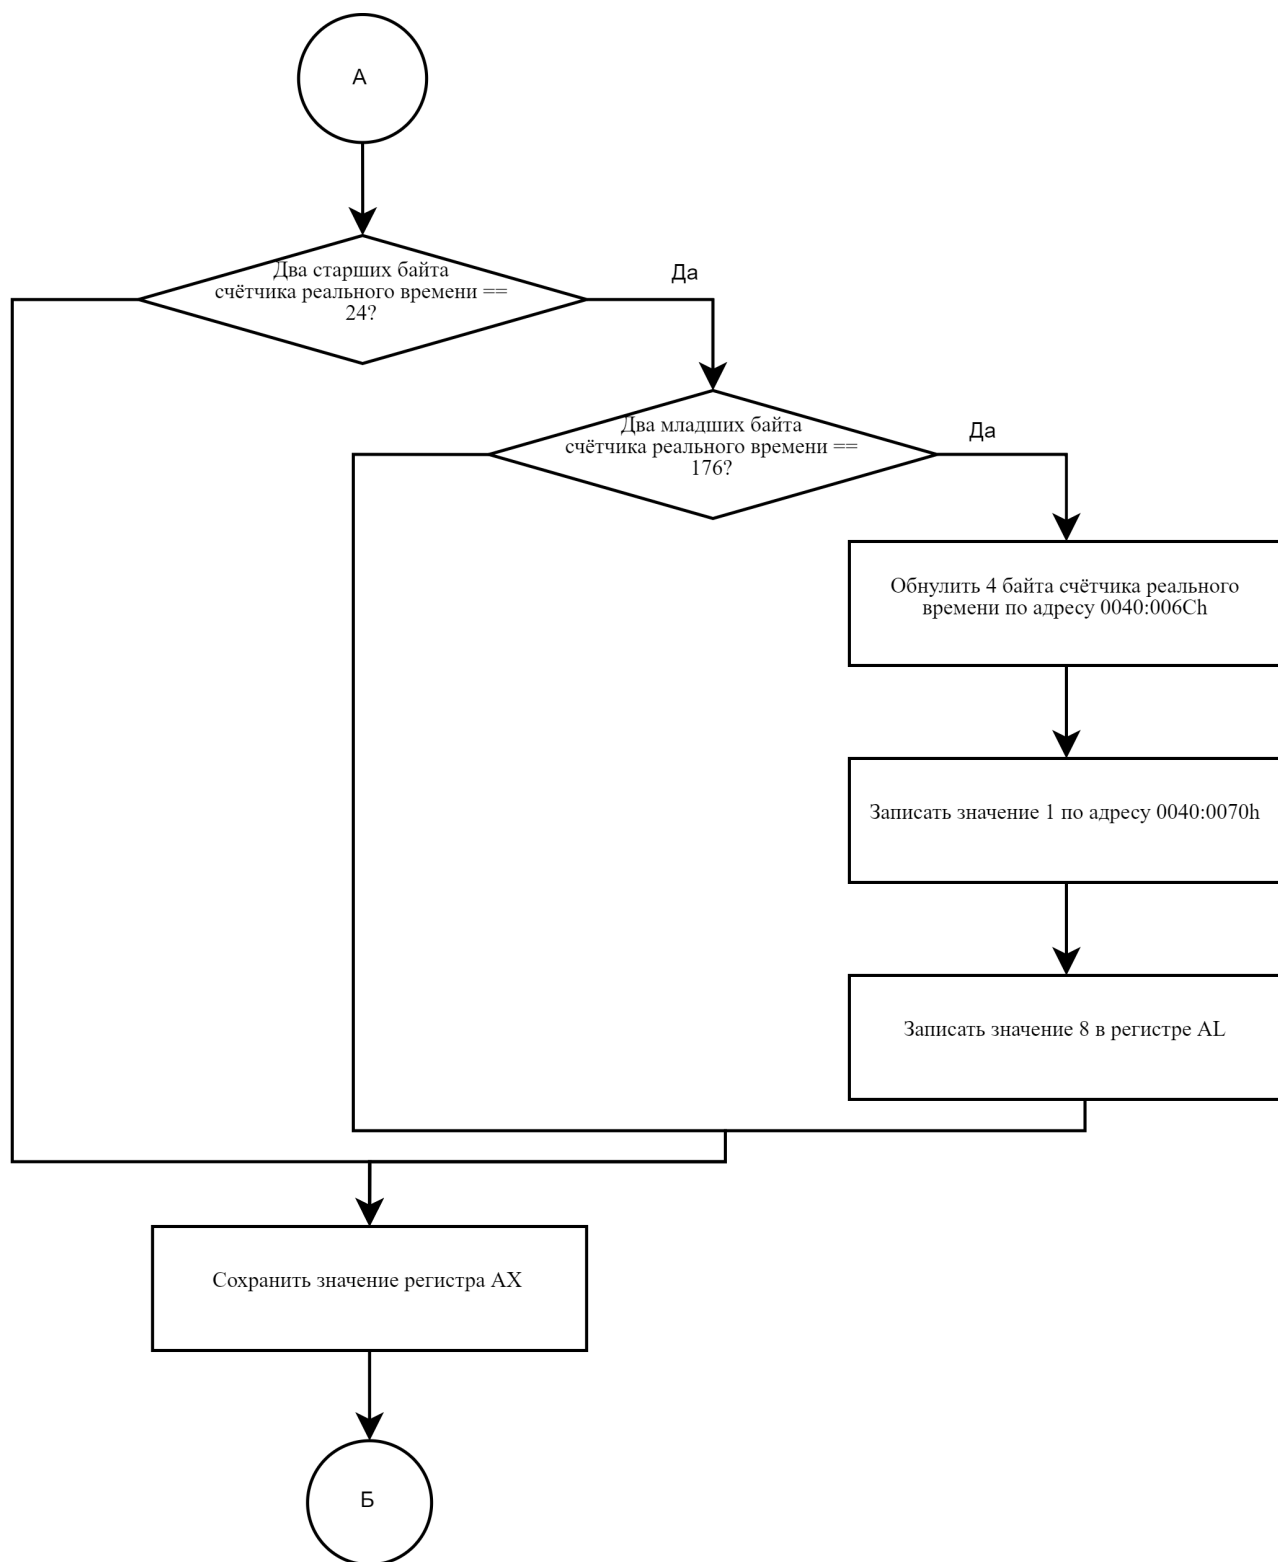 А
Два старших байта
счётчика реального времени ==
24?
Да
Два младших байта
счётчика реального времени ==
176?
Да
Обнулить 4 байта счётчика реального
времени по адресу 0040:006Ch
Записать значение 1 по адресу 0040:0070h
Записать значение 8 в регистре AL
Сохранить значение регистра AX
Б